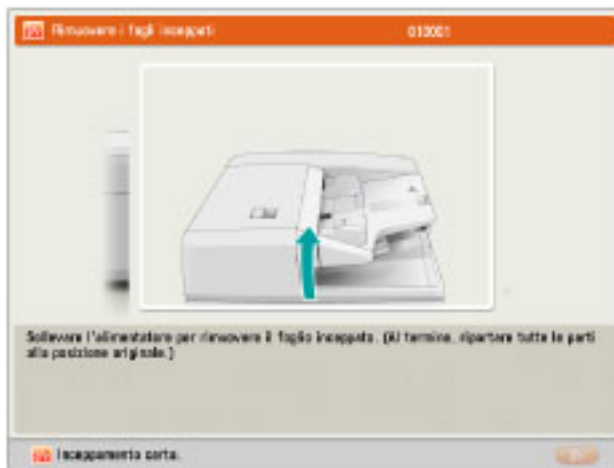 Rimuovere i fogli inceppati
010001
Sollevare l'alimentatore per rimuovere il foglio inceppato. (Al termine, riportare tutte le parti
alla posizione originale.)
Inceppamento carta.